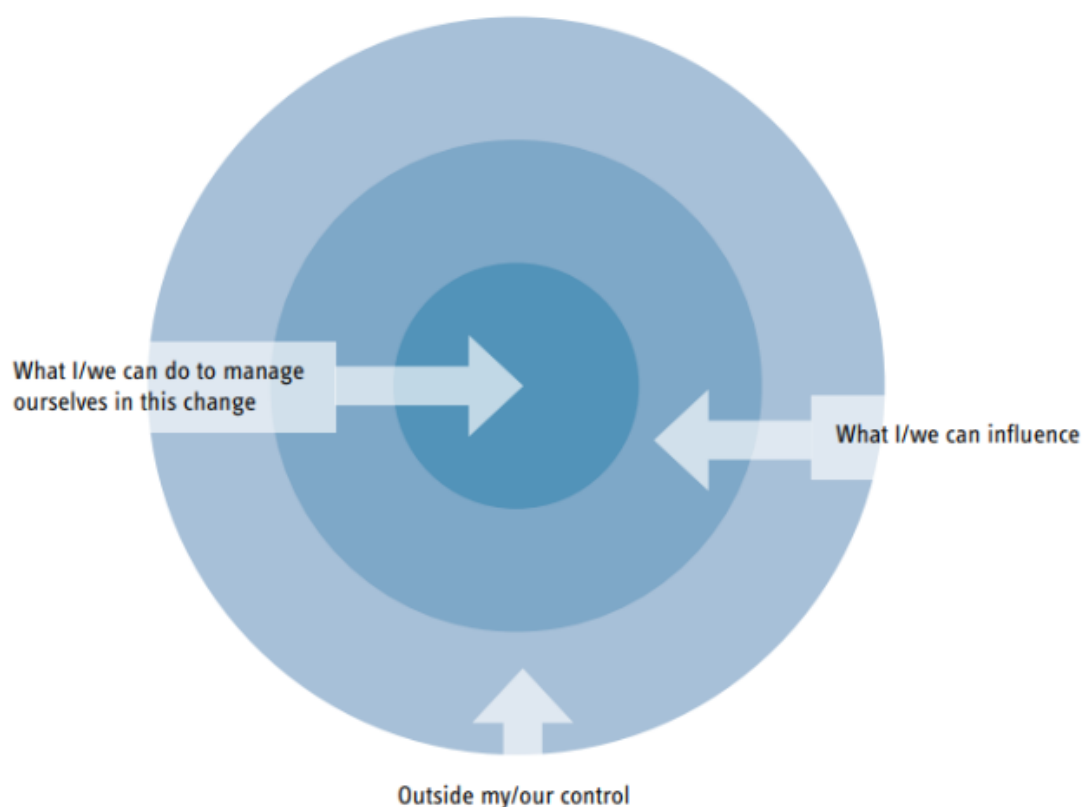 What I/we can do to manage
ourselves in this change
What I/we can influence
Outside my/our control